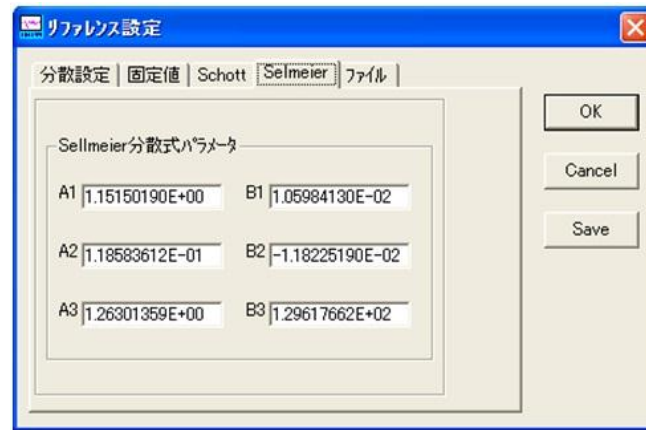 リファレンス設定
分散設定 固定値 Schott Selmeier ファイル
Sellmeier分散式パラメータ
A1 1.15150190E+00 B1 1.05984130E-02
A2 1.18583612E-01 B2 -1.18225190E-02
A3 1.26301359E+00 B3 1.29617662E+02
OK
Cancel
Save